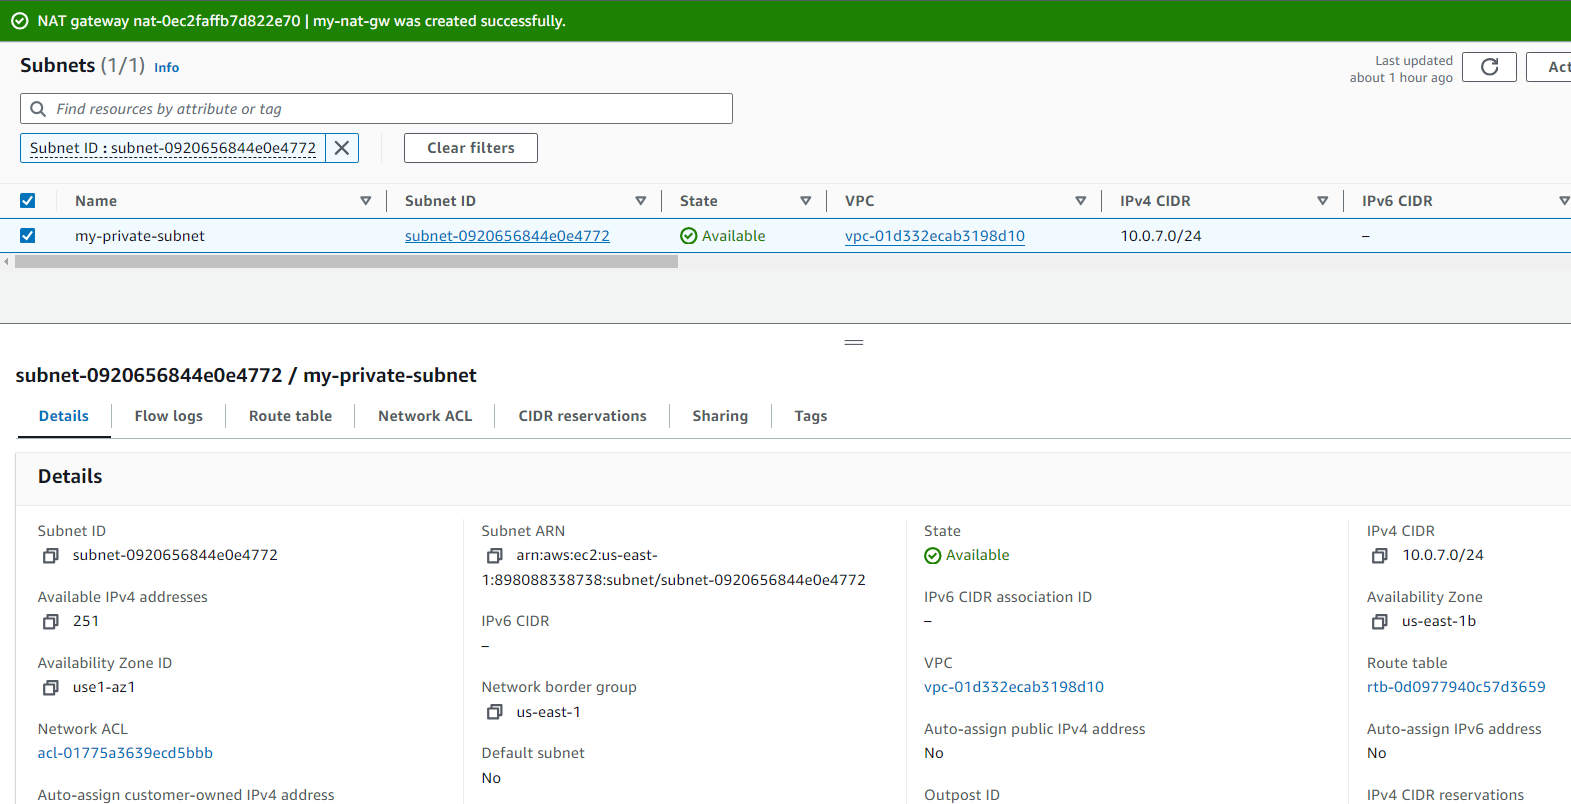 NAT gateway nat-0ec2faffb7d822e70 | my-nat-gw was created successfully.
Subnets (1/1) Info
Last updated
about 1 hour ago
Act
Find resources by attribute or tag
Subnet ID : subnet-0920656844e0e4772
Clear filters
Name Subnet ID State VPC IPv4 CIDR IPv6 CIDR
my-private-subnet subnet-0920656844e0e4772 Available vpc-01d332ecab3198d10 10.0.7.0/24 –
subnet-0920656844e0e4772 / my-private-subnet
Details Flow logs Route table Network ACL CIDR reservations Sharing Tags
Details
Subnet ID
subnet-0920656844e0e4772
Available IPv4 addresses
251
Availability Zone ID
use1-az1
Network ACL
acl-01775a3639ecd5bbb
Auto-assign customer-owned IPv4 address
Subnet ARN
arn:aws:ec2:us-east-
1:898088338738:subnet/subnet-0920656844e0e4772
IPv6 CIDR
–
Network border group
us-east-1
Default subnet
No
State
Available
IPv6 CIDR association ID
–
VPC
vpc-01d332ecab3198d10
Auto-assign public IPv4 address
No
Outpost ID
IPv4 CIDR
10.0.7.0/24
Availability Zone
us-east-1b
Route table
rtb-0d0977940c57d3659
Auto-assign IPv6 address
No
IPv4 CIDR reservations